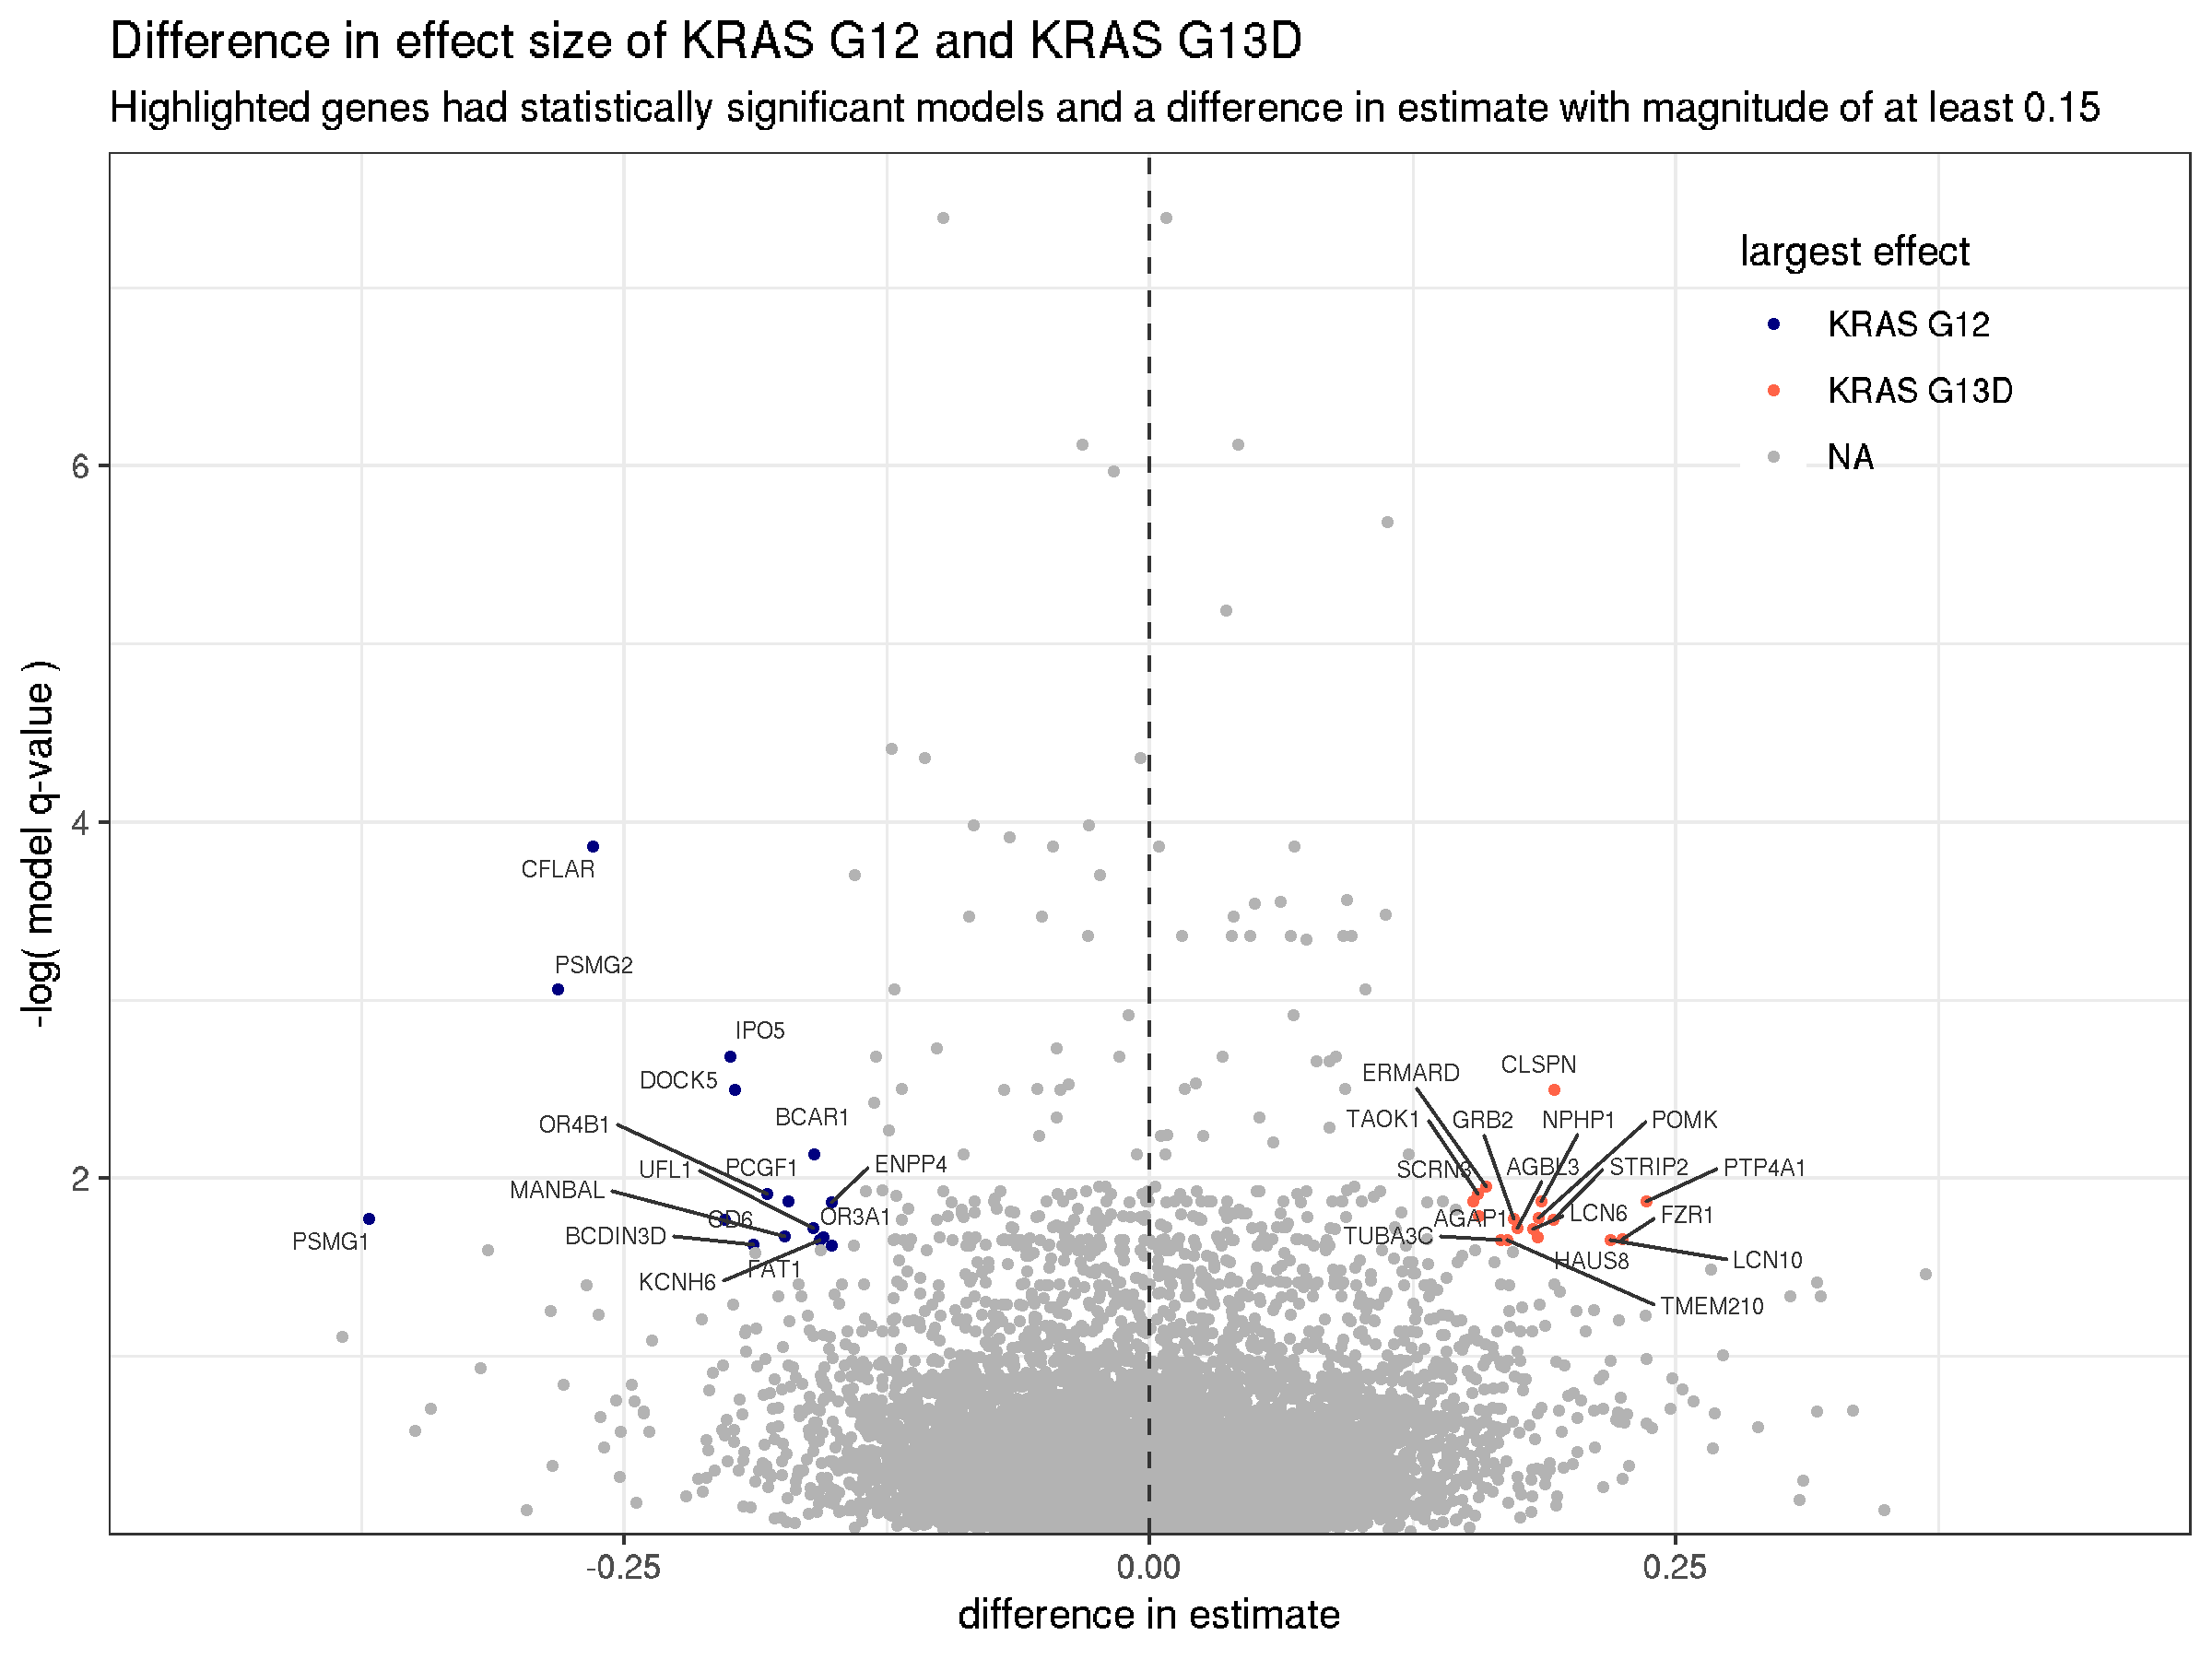 Difference in effect size of KRAS G12 and KRAS G13D
Highlighted genes had statistically significant models and a difference in estimate with magnitude of at least 0.15
largest effect
KRAS G12
KRAS G13D
NA
-log( model q-value )
6
4
2
CFLAR
PSMG2
IPO5
DOCK5
BCAR1
OR4B1
UFL1
PCGF1
ENPP4
MANBAL
CD6
OR3A1
BCDIN3D
PSMG1
FAT1
KCNH6
ERMARD
CLSPN
TAOK1
GRB2
NPHP1
POMK
SCRN3
AGBL3
STRIP2
PTP4A1
AGAP1
LCN6
FZR1
TUBA3C
HAUS8
LCN10
TMEM210
-0.25
0.00
0.25
difference in estimate